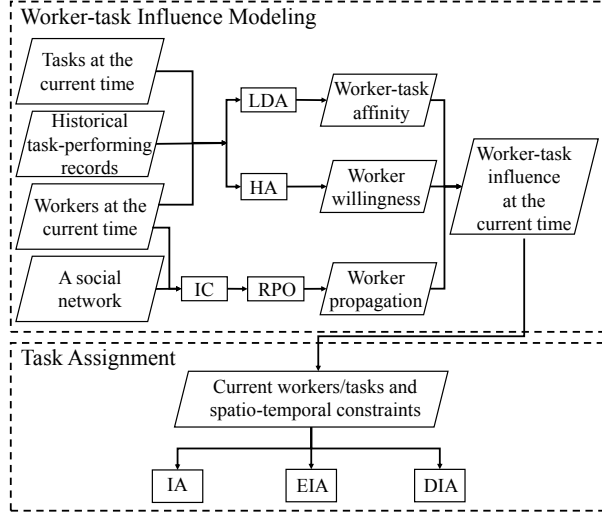 Worker-task Influence Modeling
Tasks at the
current time
Historical
task-performing
records
Workers at the
current time
A social
network
LDA
HA
IC
RPO
Worker-task
affinity
Worker
willingness
Worker
propagation
Worker-task
influence
at the
current time
Task Assignment
Current workers/tasks and
spatio-temporal constraints
IA
EIA
DIA